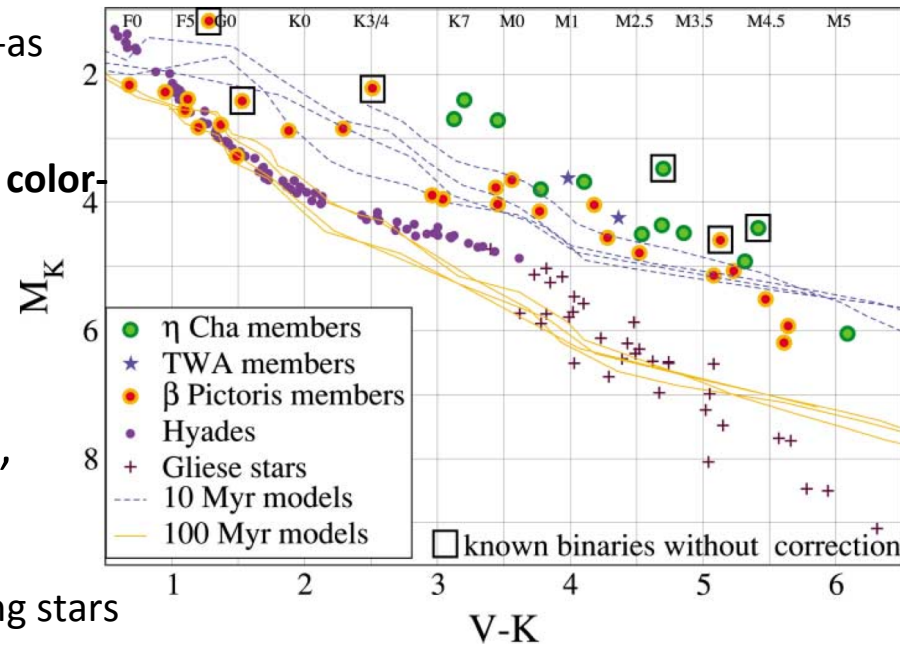 F0 F5 G0 K0 K3/4 K7 M0 M1 M2.5 M3.5 M4.5 M5
-as
2
color-
4
M_K
6
η Cha members
TWA members
β Pictoris members
Hyades
Gliese stars
10 Myr models
100 Myr models
,
8
known binaries without correction
1 2 3 4 5 6
ng stars
V-K